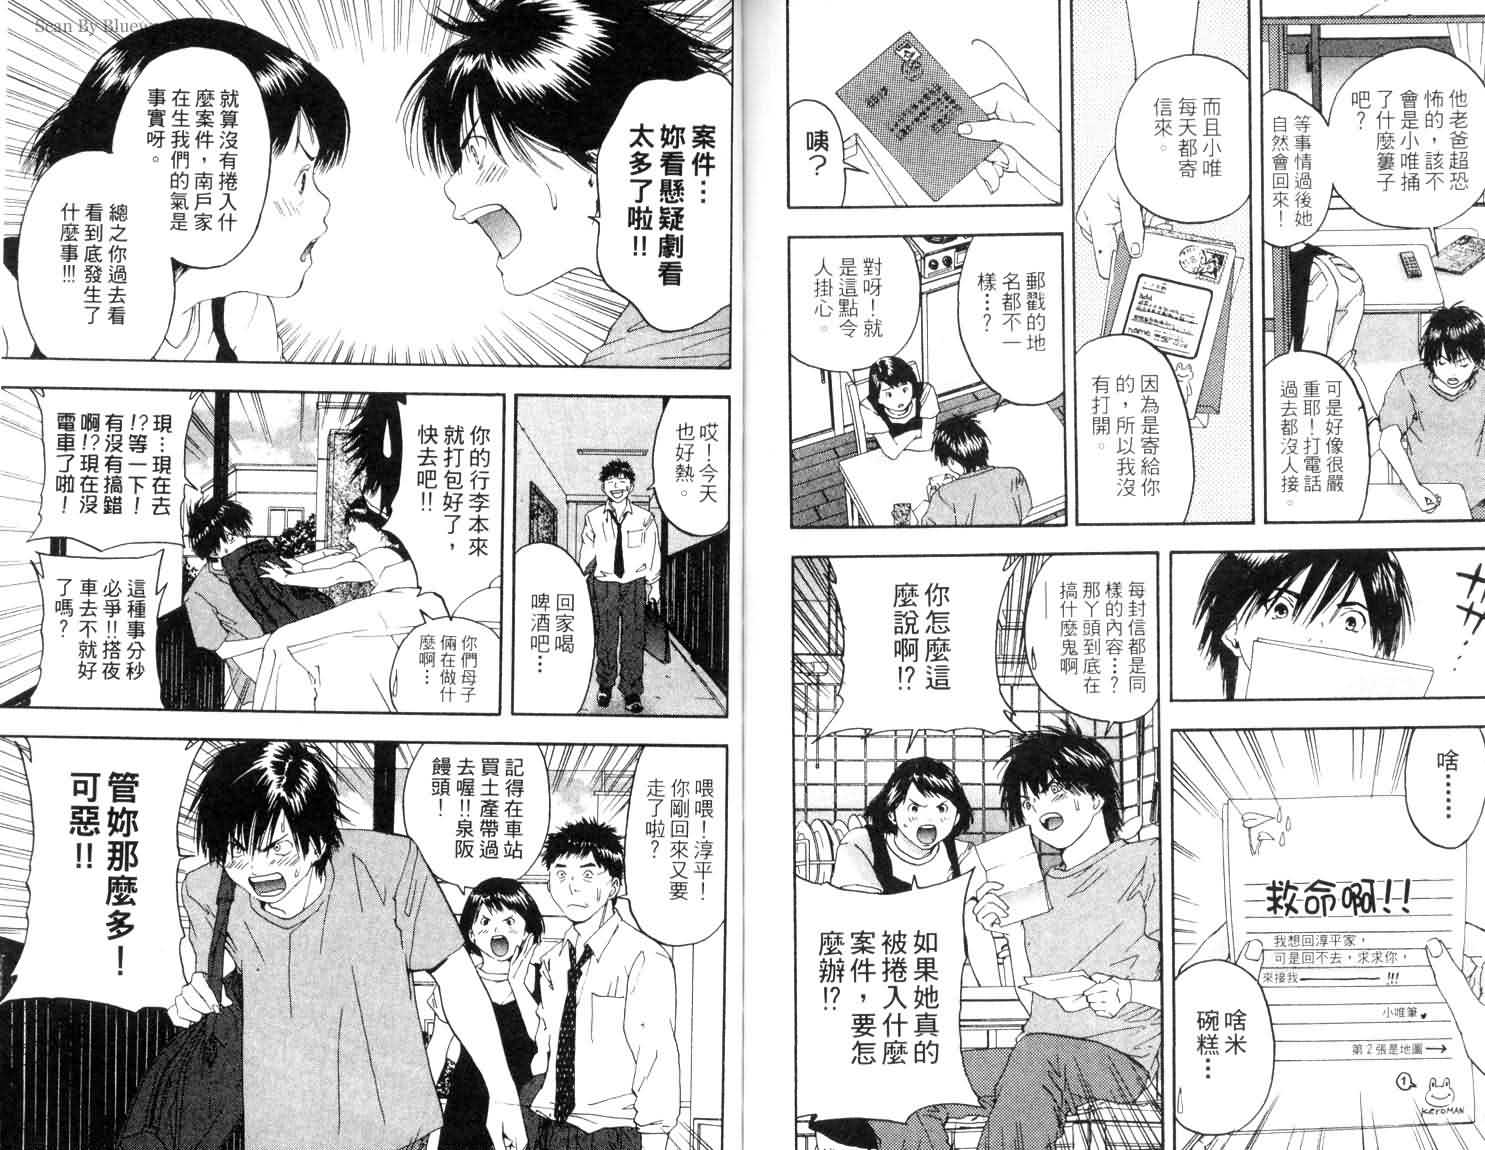 他老爸超恐
怖的，該不
會是小唯捅
了什麼簍子
吧？
等事情過後她
自然會回來！
可是好像很嚴
重耶！打電話
過去都沒人接。
而且小唯
每天都寄
信來。
因為是寄給你
的，所以我沒
有打開。
咦？
郵戳的地
名都不一
樣…？
對呀！就
是這點令
人掛心。
啥……
救命啊!!
我想回淳平家，
可是回不去，求求你，
來接我———!!!
小唯筆
第2張是地圖→
1
KEROMAN
啥米
碗糕…
每封信都是同
樣的內容…？
那丫頭到底在
搞什麼鬼啊
——
你怎麼這
麼說啊!?
如果她真的
被捲入什麼
案件，要怎
麼辦!?
Scan By Bluew
案件…
妳看懸疑劇看
太多了啦!!
就算沒有捲入什
麼案件，南戶家
在生我們的氣是
事實呀。
總之你過去看
看到底發生了
什麼事!!!
哎！今天
也好熱。
回家喝
啤酒吧…
你的行李本來
就打包好了，
快去吧!!
現…現在去
!?等一下！
有沒有搞錯
啊!?現在沒
電車了啦！
這種事分秒
必爭!!搭夜
車去不就好
了嗎？
你們母子
倆在做什
麼啊…
喂喂！淳平！
你剛回來又要
走了啦？
記得在車站
買土產帶過
去喔!!泉阪
饅頭！
管妳那麼多！
可惡!!